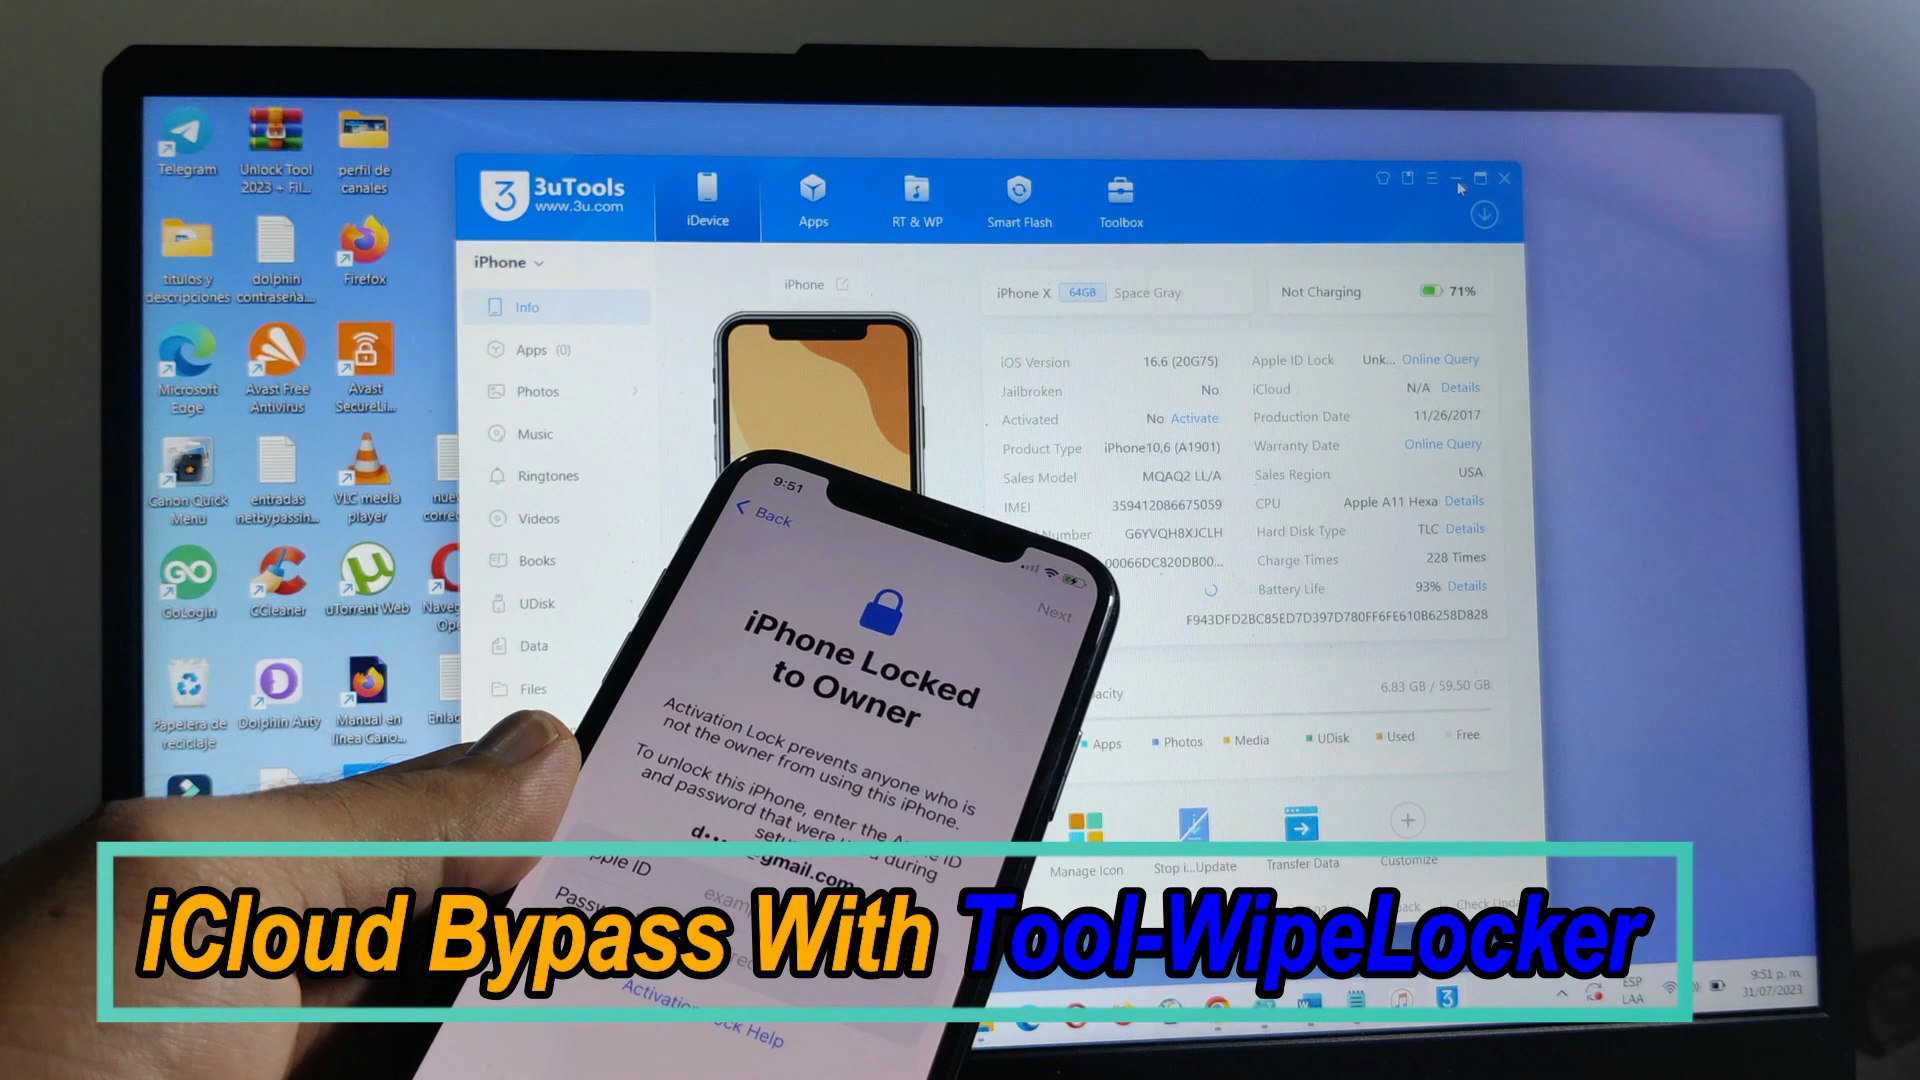 Telegram
Unlock Tool
2023 + Fil...
perfil de
canales
titulos y
descripciones
dolphin
contraseña....
Firefox
Microsoft
Edge
Avast Free
Antivirus
Avast
SecureLi...
Canon Quick
Menu
entradas
netbypassin...
VLC media
player
GoLogin
CCleaner
uTorrent Web
Papelera de
reciclaje
Dolphin Anty
Manual en
línea Cano...
3
3uTools
www.3u.com
iDevice
Apps
RT & WP
Smart Flash
Toolbox
iPhone
Info
Apps (0)
Photos
Music
Ringtones
Videos
Books
UDisk
Data
Files
iPhone
iPhone X 64GB Space Gray
Not Charging 71%
iOS Version 16.6 (20G75) Apple ID Lock Unk... Online Query
Jailbroken No iCloud N/A Details
Activated No Activate Production Date 11/26/2017
Product Type iPhone10,6 (A1901) Warranty Date Online Query
Sales Model MQAQ2 LL/A Sales Region USA
IMEI 359412086675059 CPU Apple A11 Hexa Details
Number G6YVQH8XJCLH Hard Disk Type TLC Details
00066DC820DB00... Charge Times 228 Times
Battery Life 93% Details
F943DFD2BC85ED7D397D780FF6FE610B6258D828
6.83 GB / 59.50 GB
Apps Photos Media UDisk Used Free
Manage Icon
Stop i...Update
Transfer Data
Customize
9:51
Back
Next
iPhone Locked
to Owner
Activation Lock prevents anyone who is
not the owner from using this iPhone.
To unlock this iPhone, enter the Apple ID
and password that were used during
setup
d••• gmail.com
Apple ID
Activation Lock Help
iCloud Bypass With Tool-WipeLocker
ESP
LAA
9:51 p. m.
31/07/2023